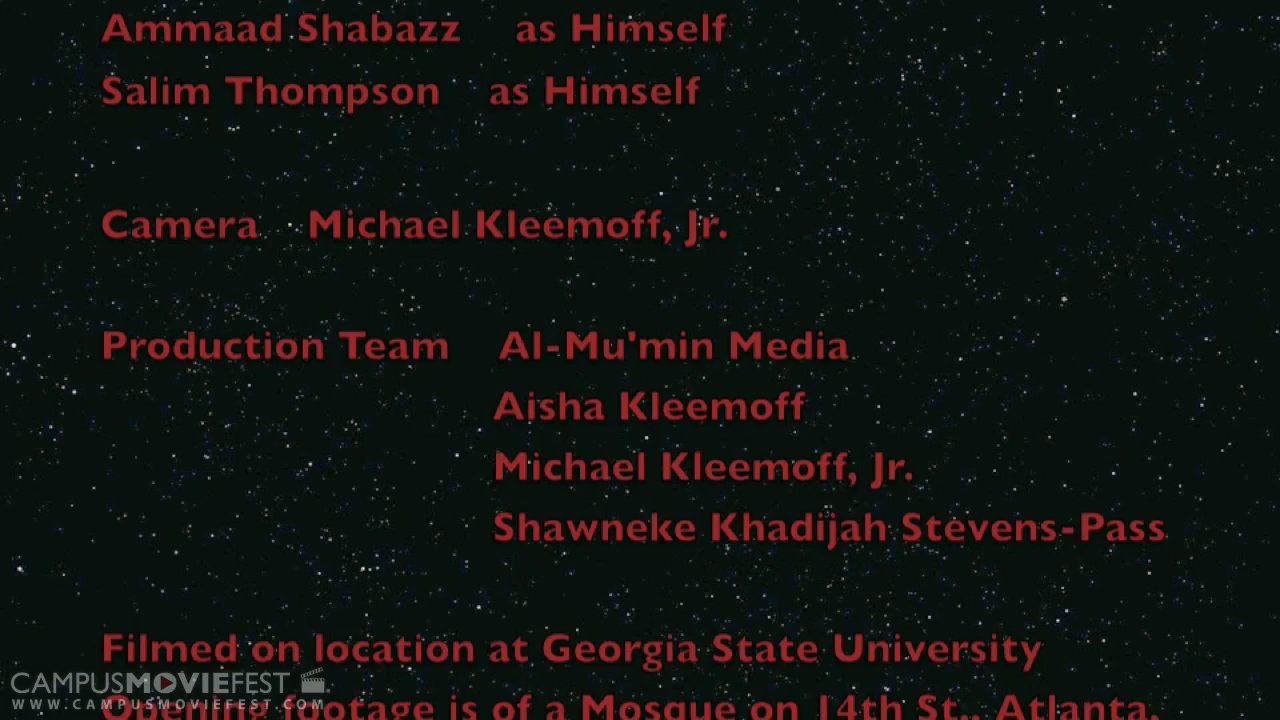 Ammaad Shabazz as Himself
Salim Thompson as Himself
Camera Michael Kleemoff, Jr.
Production Team Al-Mu'min Media
Aisha Kleemoff
Michael Kleemoff, Jr.
Shawneke Khadijah Stevens-Pass
Filmed on location at Georgia State University
CAMPUSMOVIEFEST
Opening footage is of a Mosque on 14th St., Atlanta,
WWW.CAMPUSMOVIEFEST.COM